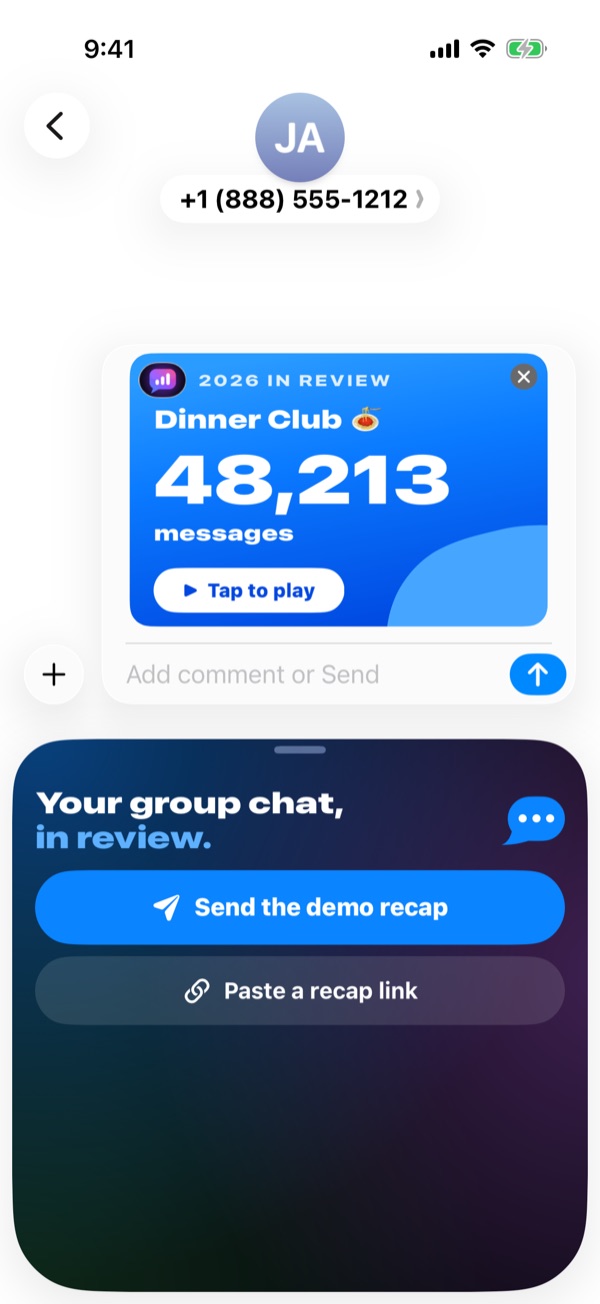 9:41
JA
+1 (888) 555-1212
2026 IN REVIEW
Dinner Club 🍝
48,213
messages
Tap to play
Add comment or Send
Your group chat,
in review.
Send the demo recap
Paste a recap link